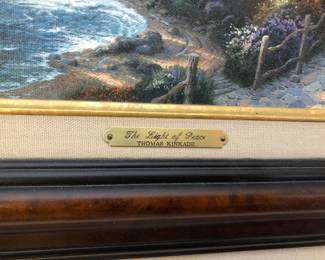 The Light of Peace
THOMAS KINKADE